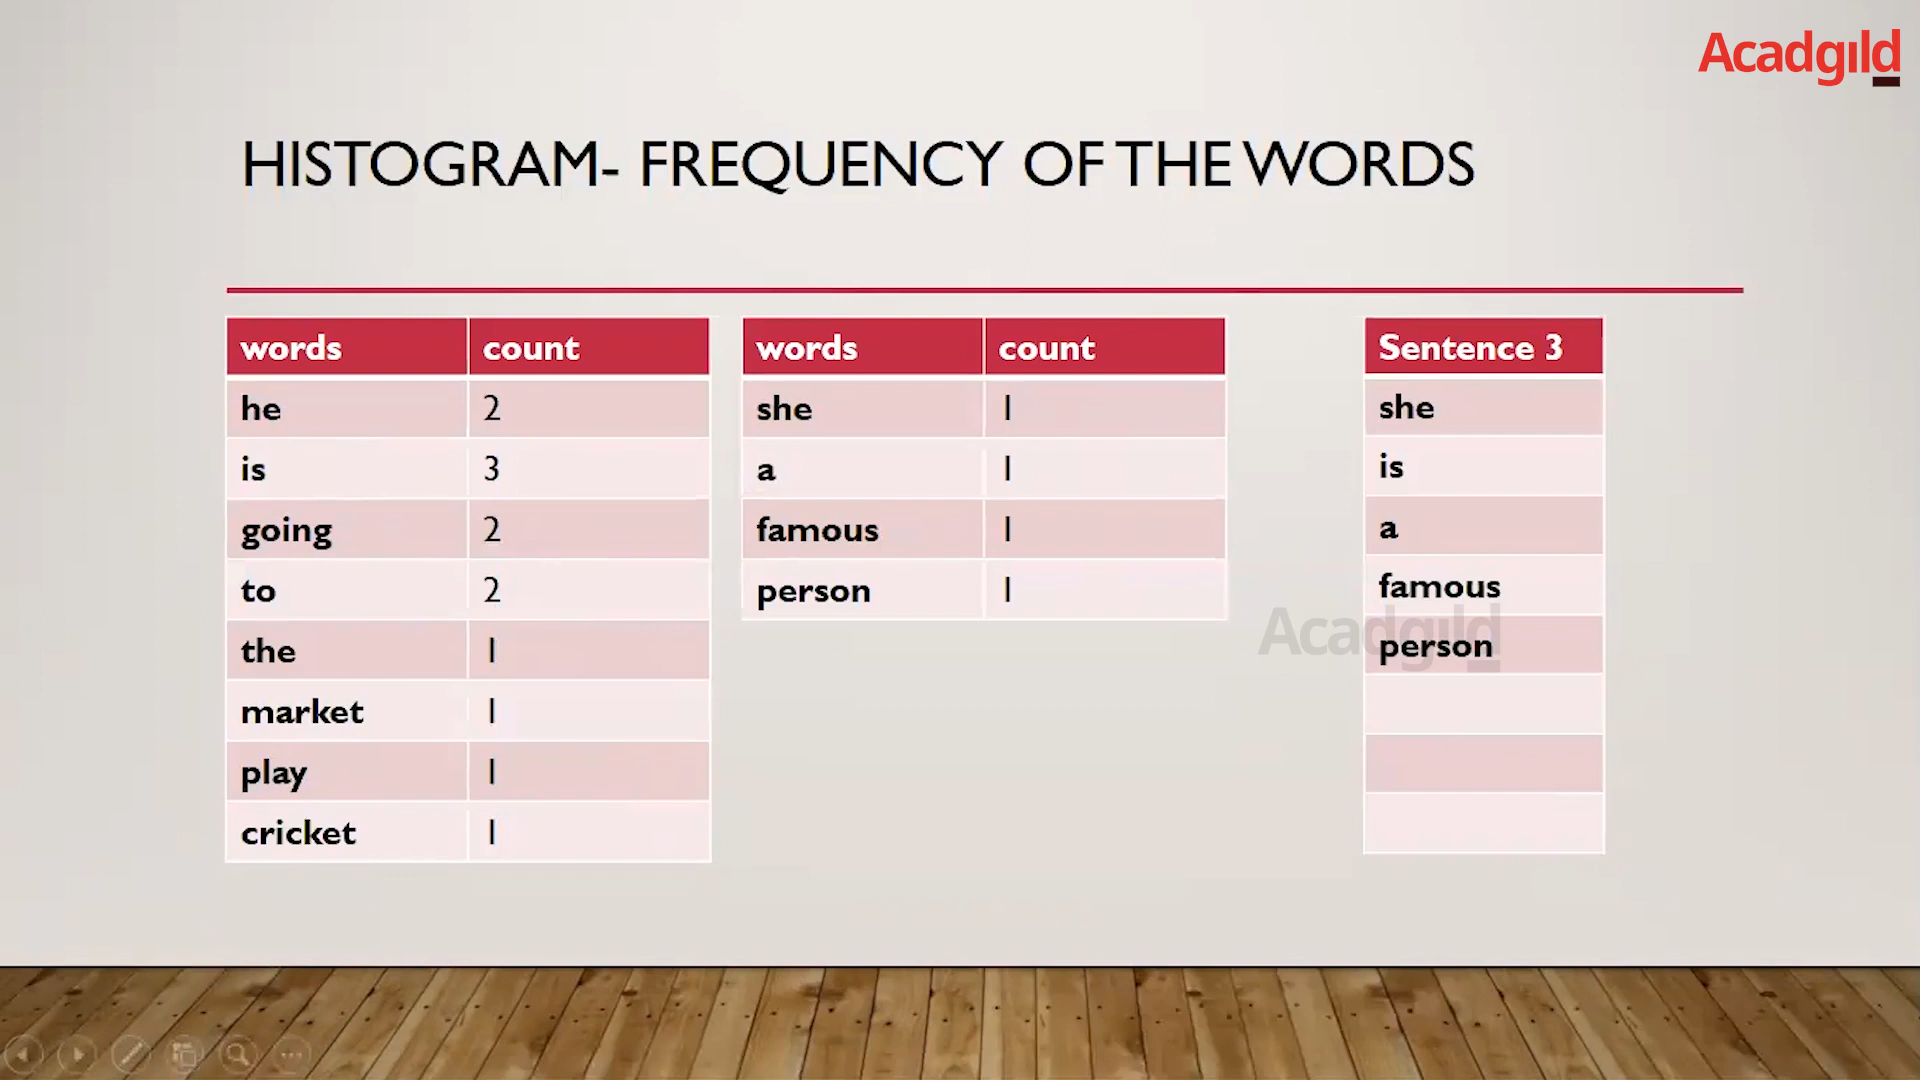 Acadgıld
HISTOGRAM- FREQUENCY OF THE WORDS
words count
he 2
is 3
going 2
to 2
the 1
market 1
play 1
cricket 1
words count
she 1
a 1
famous 1
person 1
Sentence 3
she
is
a
famous
person
Acadgıld